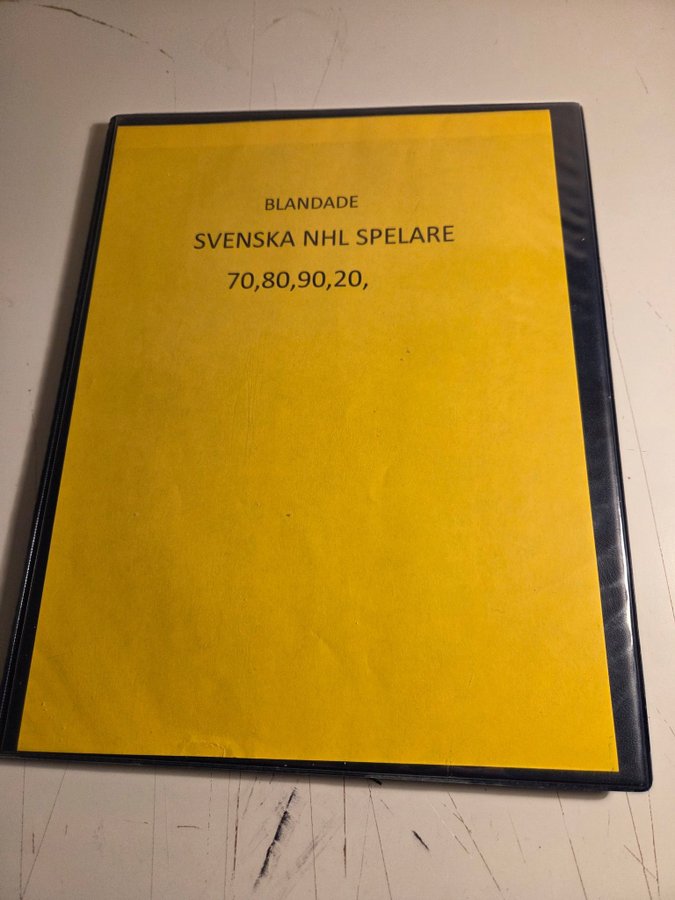 BLANDADE
SVENSKA NHL SPELARE
70,80,90,20,